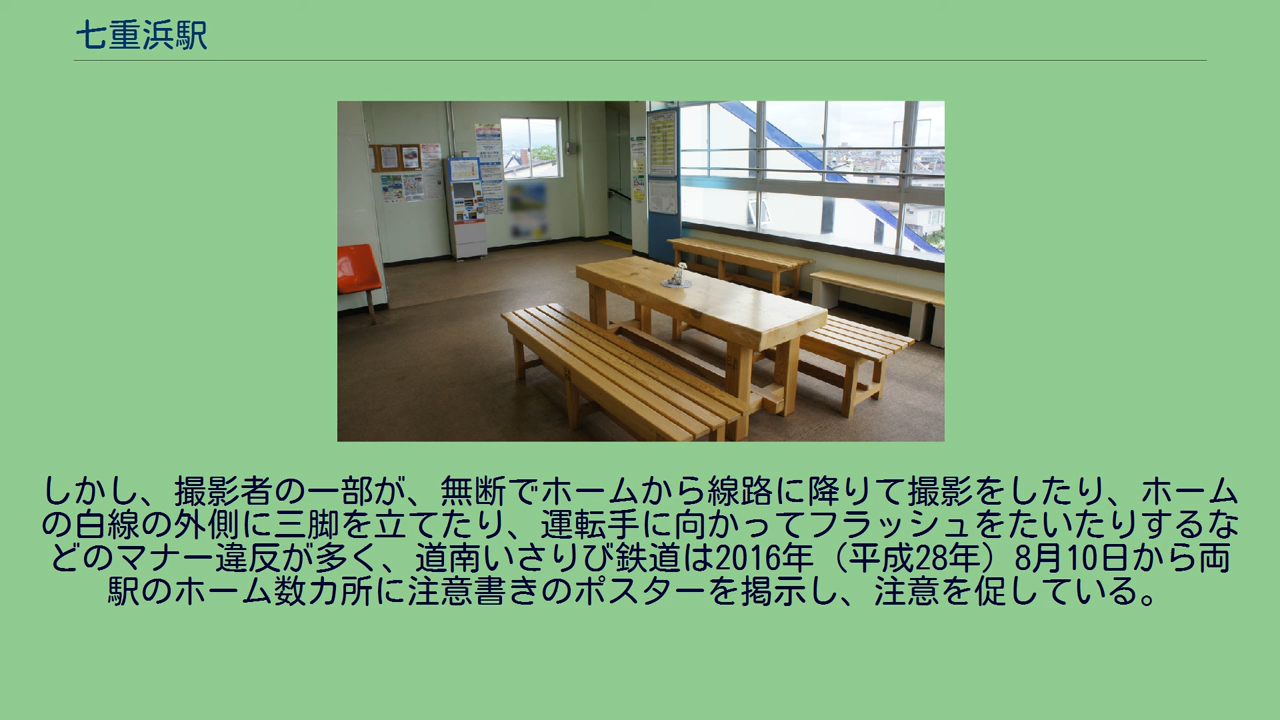 七重浜駅
しかし、撮影者の一部が、無断でホームから線路に降りて撮影をしたり、ホーム
の白線の外側に三脚を立てたり、運転手に向かってフラッシュをたいたりするな
どのマナー違反が多く、道南いさりび鉄道は2016年（平成28年）8月10日から両
駅のホーム数カ所に注意書きのポスターを掲示し、注意を促している。